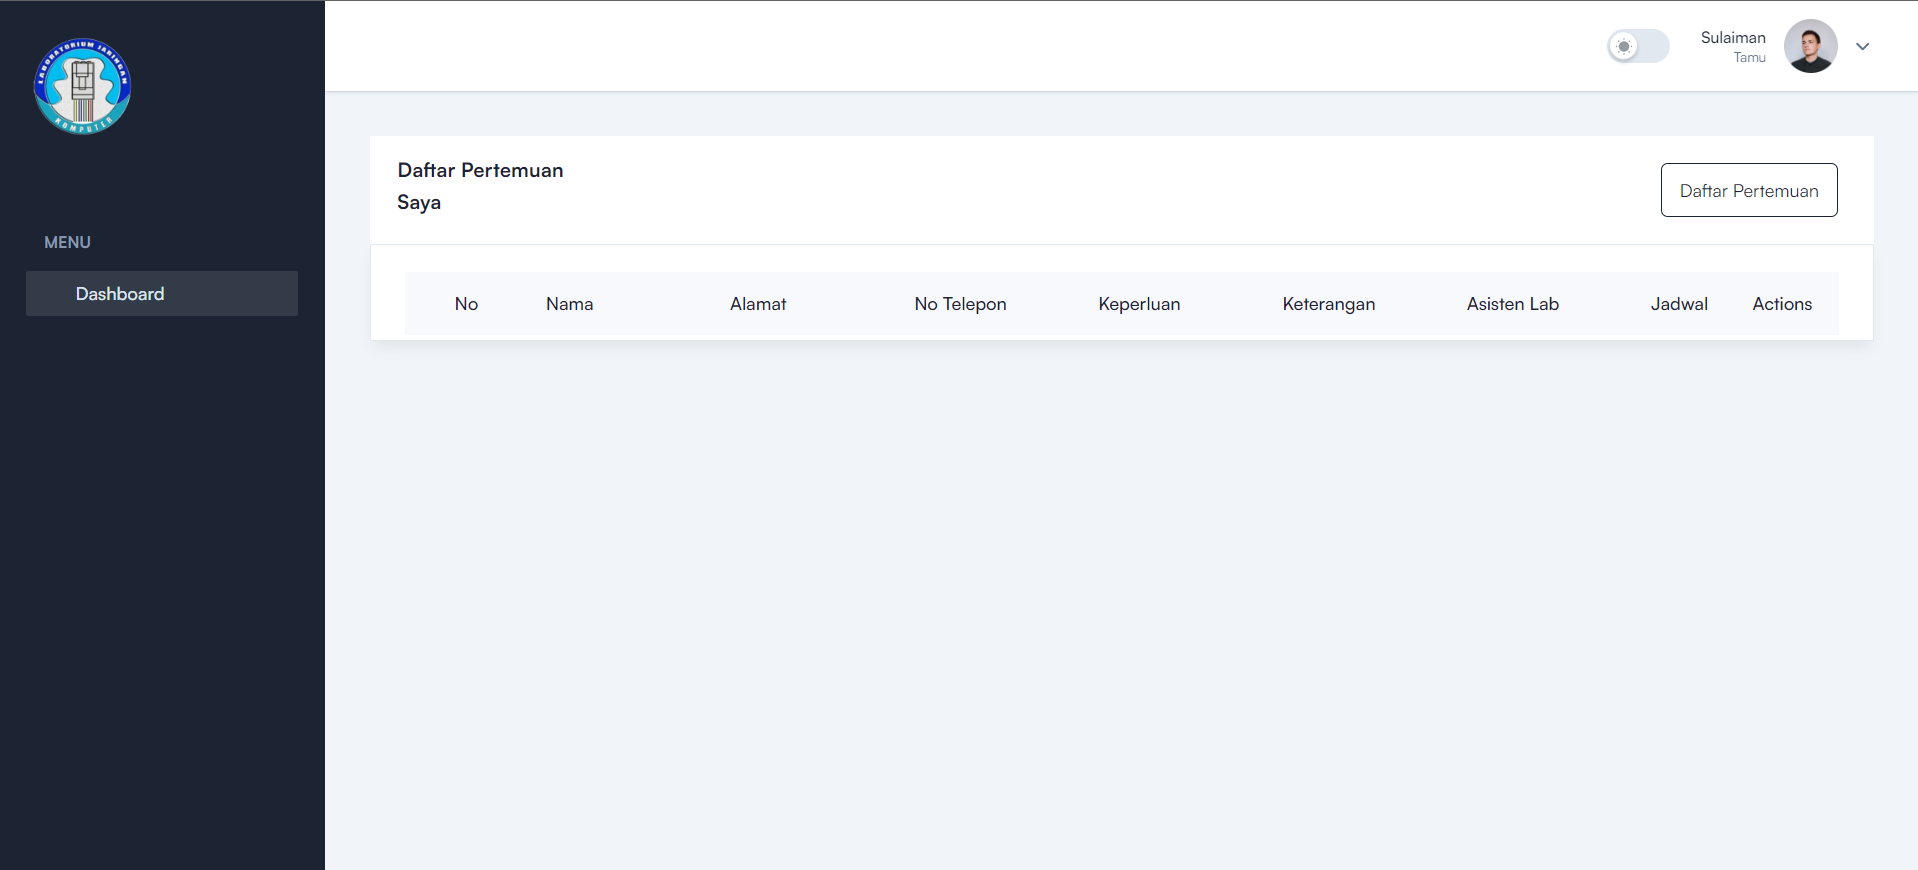 LABORATORIUM JARINGAN
KOMPUTER
Sulaiman
Tamu
MENU
Dashboard
Daftar Pertemuan
Saya
Daftar Pertemuan
No Nama Alamat No Telepon Keperluan Keterangan Asisten Lab Jadwal Actions